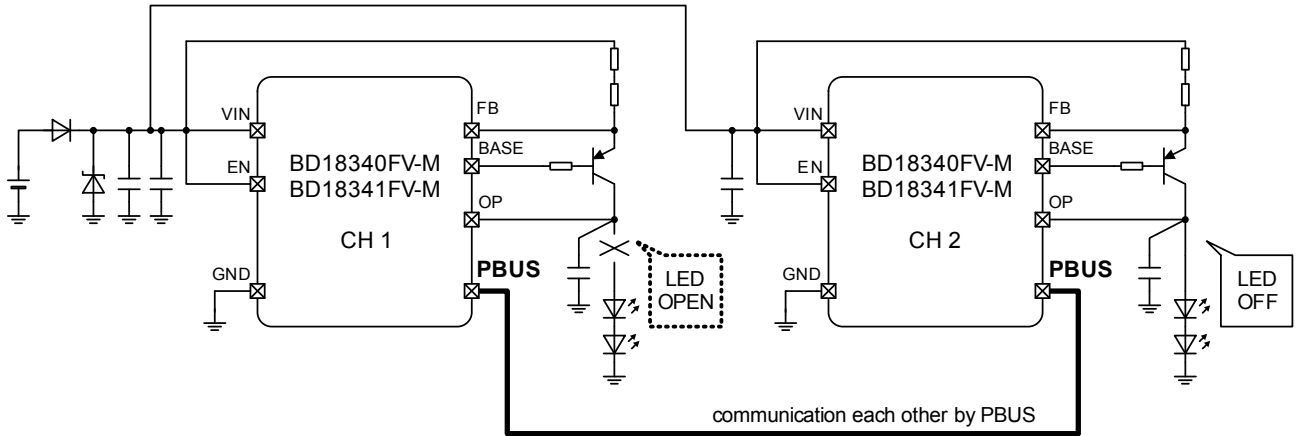 VIN
EN
GND
BD18340FV-M
BD18341FV-M
CH 1
FB
BASE
OP
PBUS
LED
OPEN
VIN
EN
GND
BD18340FV-M
BD18341FV-M
CH 2
FB
BASE
OP
PBUS
LED
OFF
communication each other by PBUS